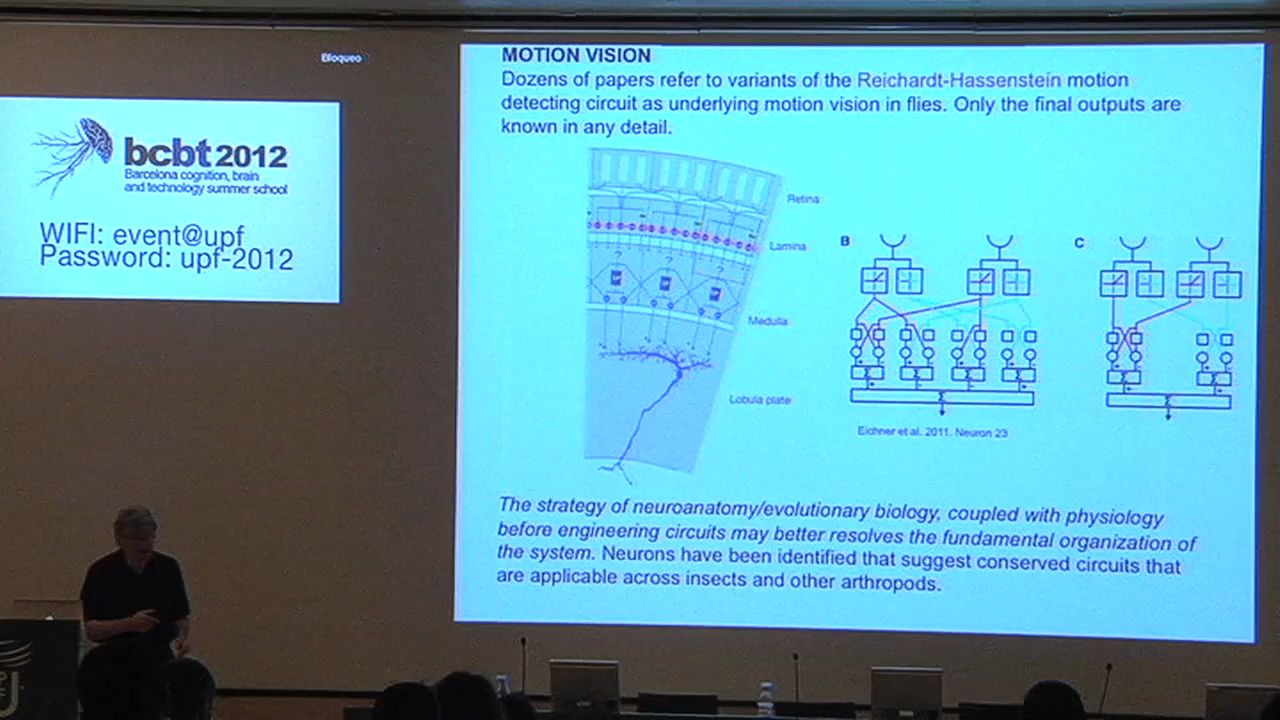 Bloqueo
bcbt 2012
Barcelona cognition, brain
and technology summer school
WIFI: event@upf
Password: upf-2012
MOTION VISION
Dozens of papers refer to variants of the Reichardt-Hassenstein motion
detecting circuit as underlying motion vision in flies. Only the final outputs are
known in any detail.
Retina
Lamina
Medulla
Lobula plate
B
C
Eichner et al. 2011. Neuron 23
The strategy of neuroanatomy/evolutionary biology, coupled with physiology
before engineering circuits may better resolves the fundamental organization of
the system. Neurons have been identified that suggest conserved circuits that
are applicable across insects and other arthropods.